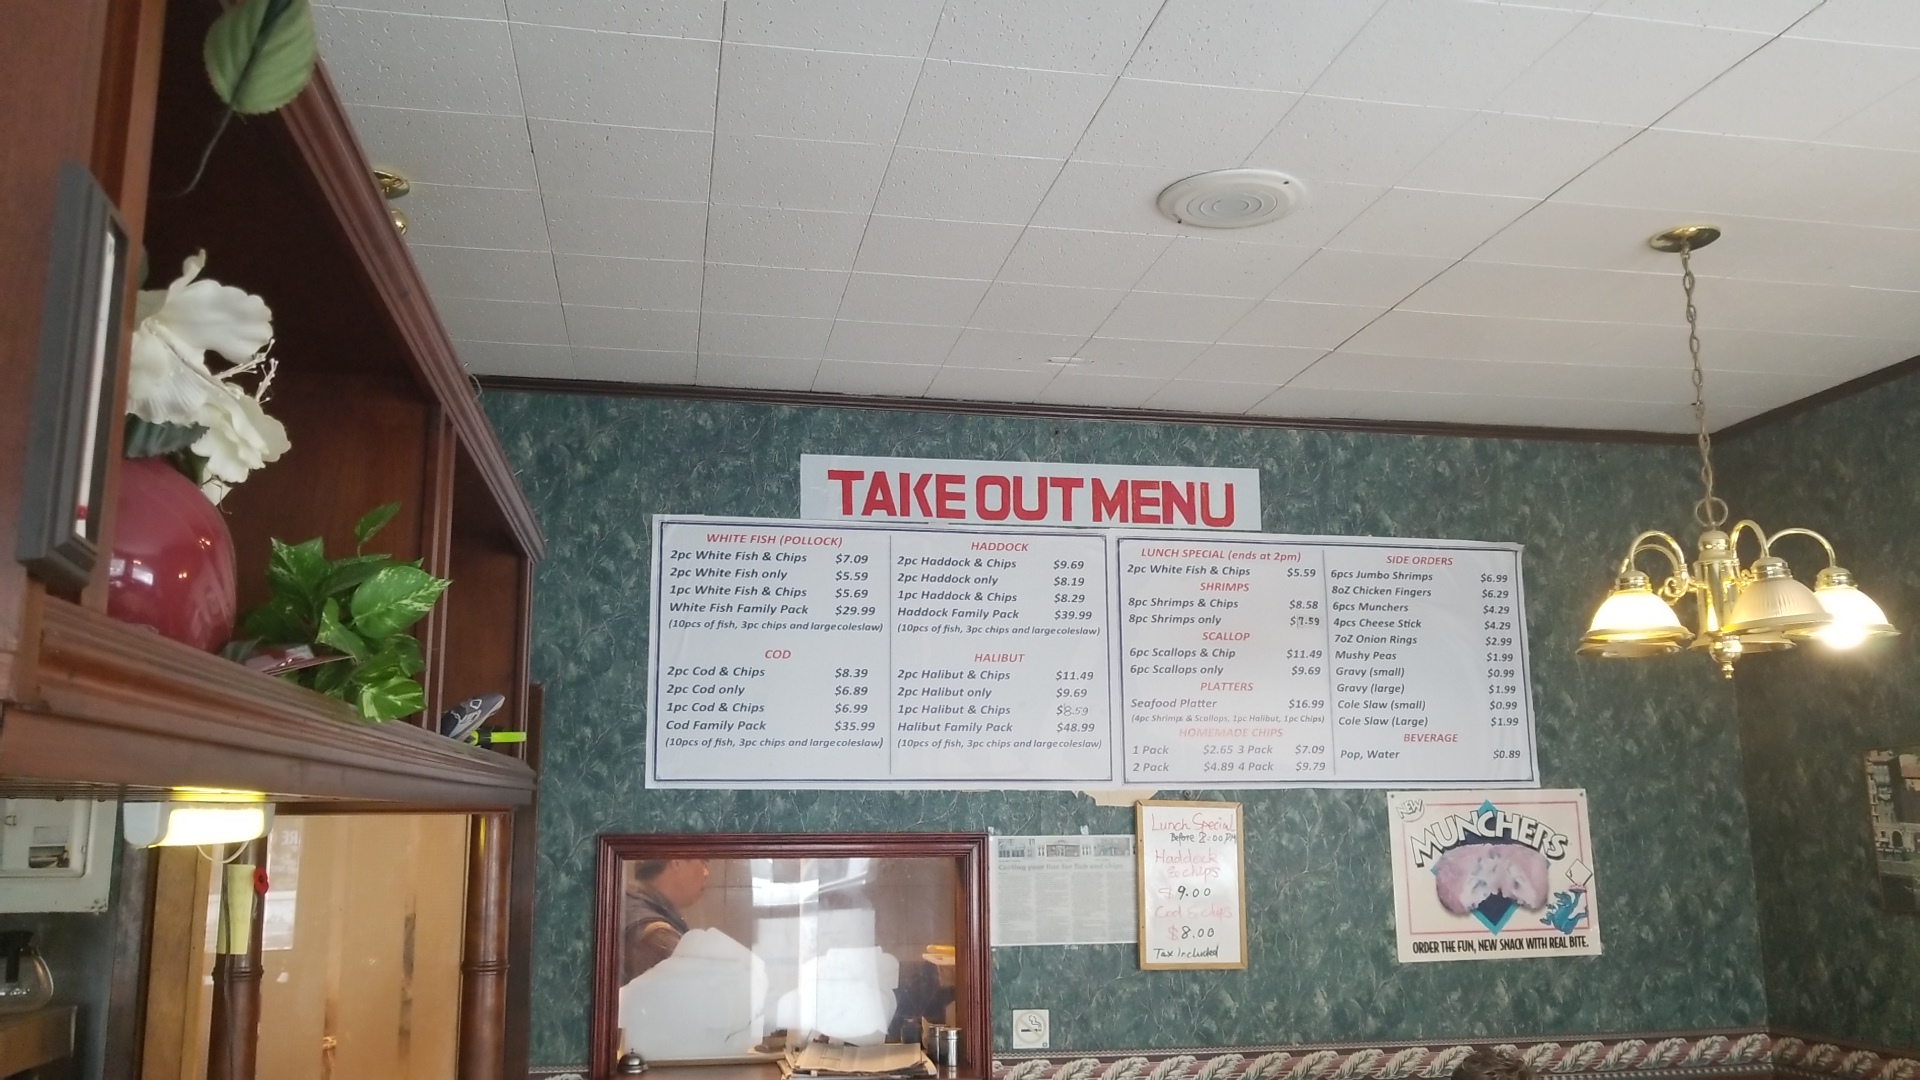 TAKE OUT MENU
WHITE FISH (POLLOCK)
2pc White Fish & Chips $7.09
2pc White Fish only $5.59
1pc White Fish & Chips $5.69
White Fish Family Pack $29.99
(10pcs of fish, 3pc chips and large coleslaw)
COD
2pc Cod & Chips $8.39
2pc Cod only $6.89
1pc Cod & Chips $6.99
Cod Family Pack $35.99
(10pcs of fish, 3pc chips and large coleslaw)
HADDOCK
2pc Haddock & Chips $9.69
2pc Haddock only $8.19
1pc Haddock & Chips $8.29
Haddock Family Pack $39.99
(10pcs of fish, 3pc chips and large coleslaw)
HALIBUT
2pc Halibut & Chips $11.49
2pc Halibut only $9.69
1pc Halibut & Chips $8.59
Halibut Family Pack $48.99
(10pcs of fish, 3pc chips and large coleslaw)
LUNCH SPECIAL (ends at 2pm)
2pc White Fish & Chips $5.59
SHRIMPS
8pc Shrimps & Chips $8.58
8pc Shrimps only $7.59
SCALLOP
6pc Scallops & Chip $11.49
6pc Scallops only $9.69
PLATTERS
Seafood Platter $16.99
(4pc Shrimps & Scallops, 1pc Halibut, 1pc Chips)
HOMEMADE CHIPS
1 Pack $2.65 3 Pack $7.09
2 Pack $4.89 4 Pack $9.79
SIDE ORDERS
6pcs Jumbo Shrimps $6.99
8oZ Chicken Fingers $6.29
6pcs Munchers $4.29
4pcs Cheese Stick $4.29
7oZ Onion Rings $2.99
Mushy Peas $1.99
Gravy (small) $0.99
Gravy (large) $1.99
Cole Slaw (small) $0.99
Cole Slaw (Large) $1.99
BEVERAGE
Pop, Water $0.89
Lunch Special
Before 2:00 PM
Haddock
& chips
$9.00
Cod & chips
$8.00
Tax Included
NEW
MUNCHERS
ORDER THE FUN, NEW SNACK WITH REAL BITE.